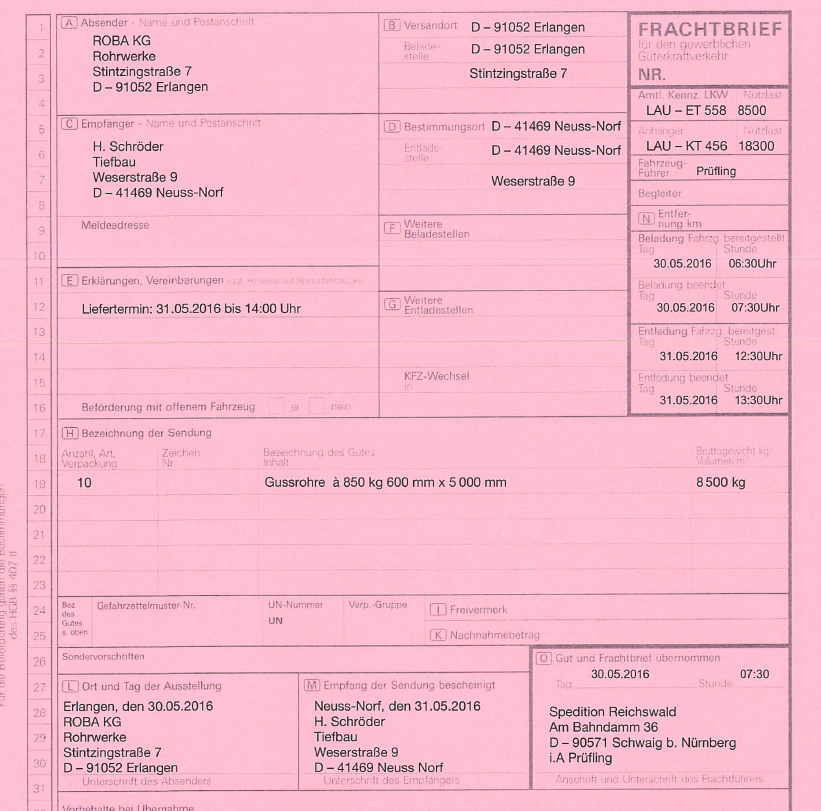 A Absender - Name und Postanschrift
ROBA KG
Rohrwerke
Stintzingstraße 7
D – 91052 Erlangen
B Versandort D – 91052 Erlangen
Belade-
stelle
D – 91052 Erlangen
Stintzingstraße 7
FRACHTBRIEF
für den gewerblichen
Güterkraftverkehr
NR.
Amtl. Kennz. LKW Nutzlast
LAU – ET 558 8500
Anhänger Nutzlast
LAU – KT 456 18300
Fahrzeug-
Führer Prüfling
Begleiter
C Empfänger - Name und Postanschrift
H. Schröder
Tiefbau
Weserstraße 9
D – 41469 Neuss-Norf
D Bestimmungsort D – 41469 Neuss-Norf
Entlade-
stelle
D – 41469 Neuss-Norf
Weserstraße 9
Meldeadresse
F Weitere
Beladestellen
N Entfer-
nung km
Beladung Fahrzg. bereitgestellt
Tag Stunde
30.05.2016 06:30Uhr
Beladung beendet
Tag Stunde
30.05.2016 07:30Uhr
Entladung Fahrzg. bereitgest.
Tag Stunde
31.05.2016 12:30Uhr
Entladung beendet
Tag Stunde
31.05.2016 13:30Uhr
E Erklärungen, Vereinbarungen
Liefertermin: 31.05.2016 bis 14:00 Uhr
G Weitere
Entladestellen
KFZ-Wechsel
in
Beförderung mit offenem Fahrzeug ja nein
H Bezeichnung der Sendung
Anzahl, Art,
Verpackung
Zeichen
Nr.
Bezeichnung des Gutes
Inhalt
Bruttogewicht kg/
Volumen m
10 Gussrohre à 850 kg 600 mm x 5 000 mm 8 500 kg
Bez.
des
Gutes
s. oben
Gefahrzettelmuster-Nr.
UN-Nummer
UN
Verp.-Gruppe
I Freivermerk
K Nachnahmebetrag
Sondervorschriften
O Gut und Frachtbrief übernommen
30.05.2016 07:30
Tag Stunde
Spedition Reichswald
Am Bahndamm 36
D – 90571 Schwaig b. Nürnberg
i.A Prüfling
Anschrift und Unterschrift des Frachtführers
L Ort und Tag der Ausstellung
Erlangen, den 30.05.2016
ROBA KG
Rohrwerke
Stintzingstraße 7
D – 91052 Erlangen
Unterschrift des Absenders
M Empfang der Sendung bescheinigt
Neuss-Norf, den 31.05.2016
H. Schröder
Tiefbau
Weserstraße 9
D – 41469 Neuss Norf
Unterschrift des Empfängers
Vorbehalte bei Übernahme
1
2
3
4
5
6
7
8
9
10
11
12
13
14
15
16
17
18
19
20
21
22
23
24
25
26
27
28
29
30
31
Für die Beförderung gelten die Bestimmungen
des HGB §§ 407 ff